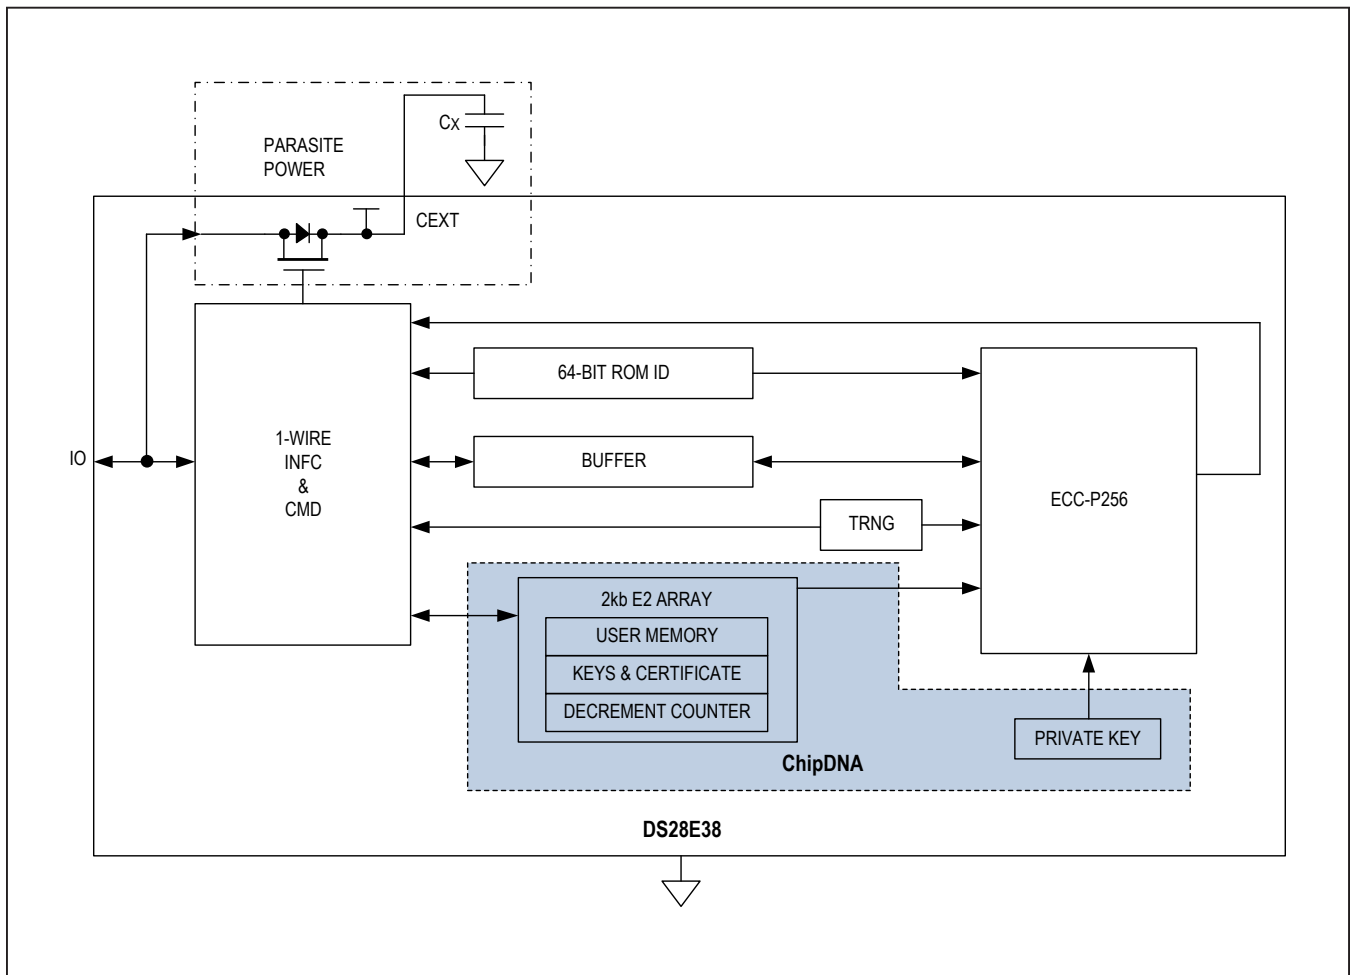 PARASITE
POWER
CX
CEXT
64-BIT ROM ID
IO
1-WIRE
INFC
&
CMD
BUFFER
ECC-P256
TRNG
2kb E2 ARRAY
USER MEMORY
KEYS & CERTIFICATE
DECREMENT COUNTER
PRIVATE KEY
ChipDNA
DS28E38